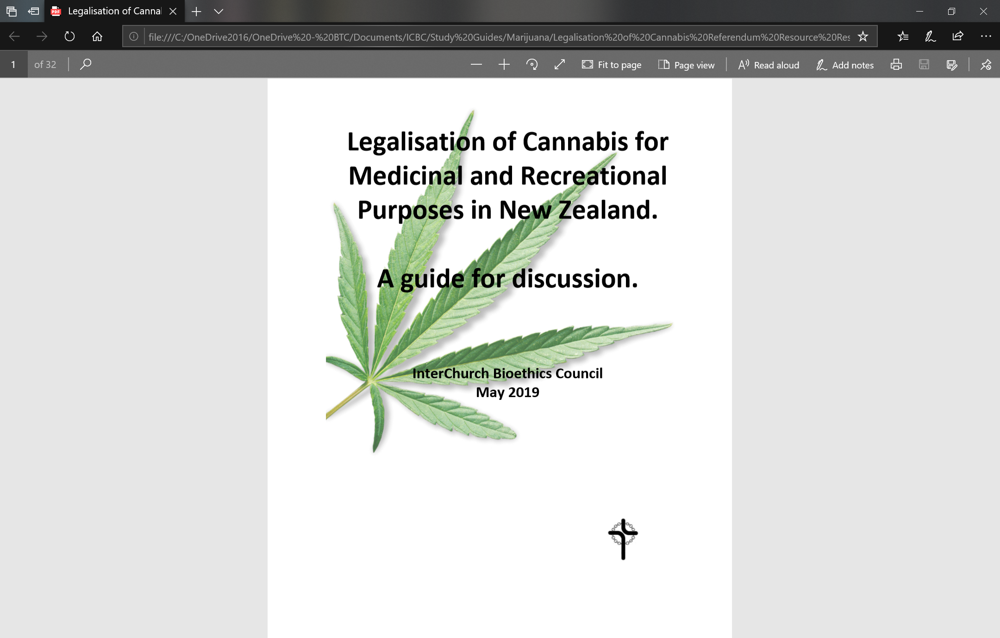 Legalisation of Canna
file:///C:/OneDrive2016/OneDrive%20-%20BTC/Documents/ICBC/Study%20Guides/Marijuana/Legalisation%20of%20Cannabis%20Referendum%20Resource%20Res
1 of 32 Fit to page Page view Read aloud Add notes
Legalisation of Cannabis for
Medicinal and Recreational
Purposes in New Zealand.
A guide for discussion.
InterChurch Bioethics Council
May 2019